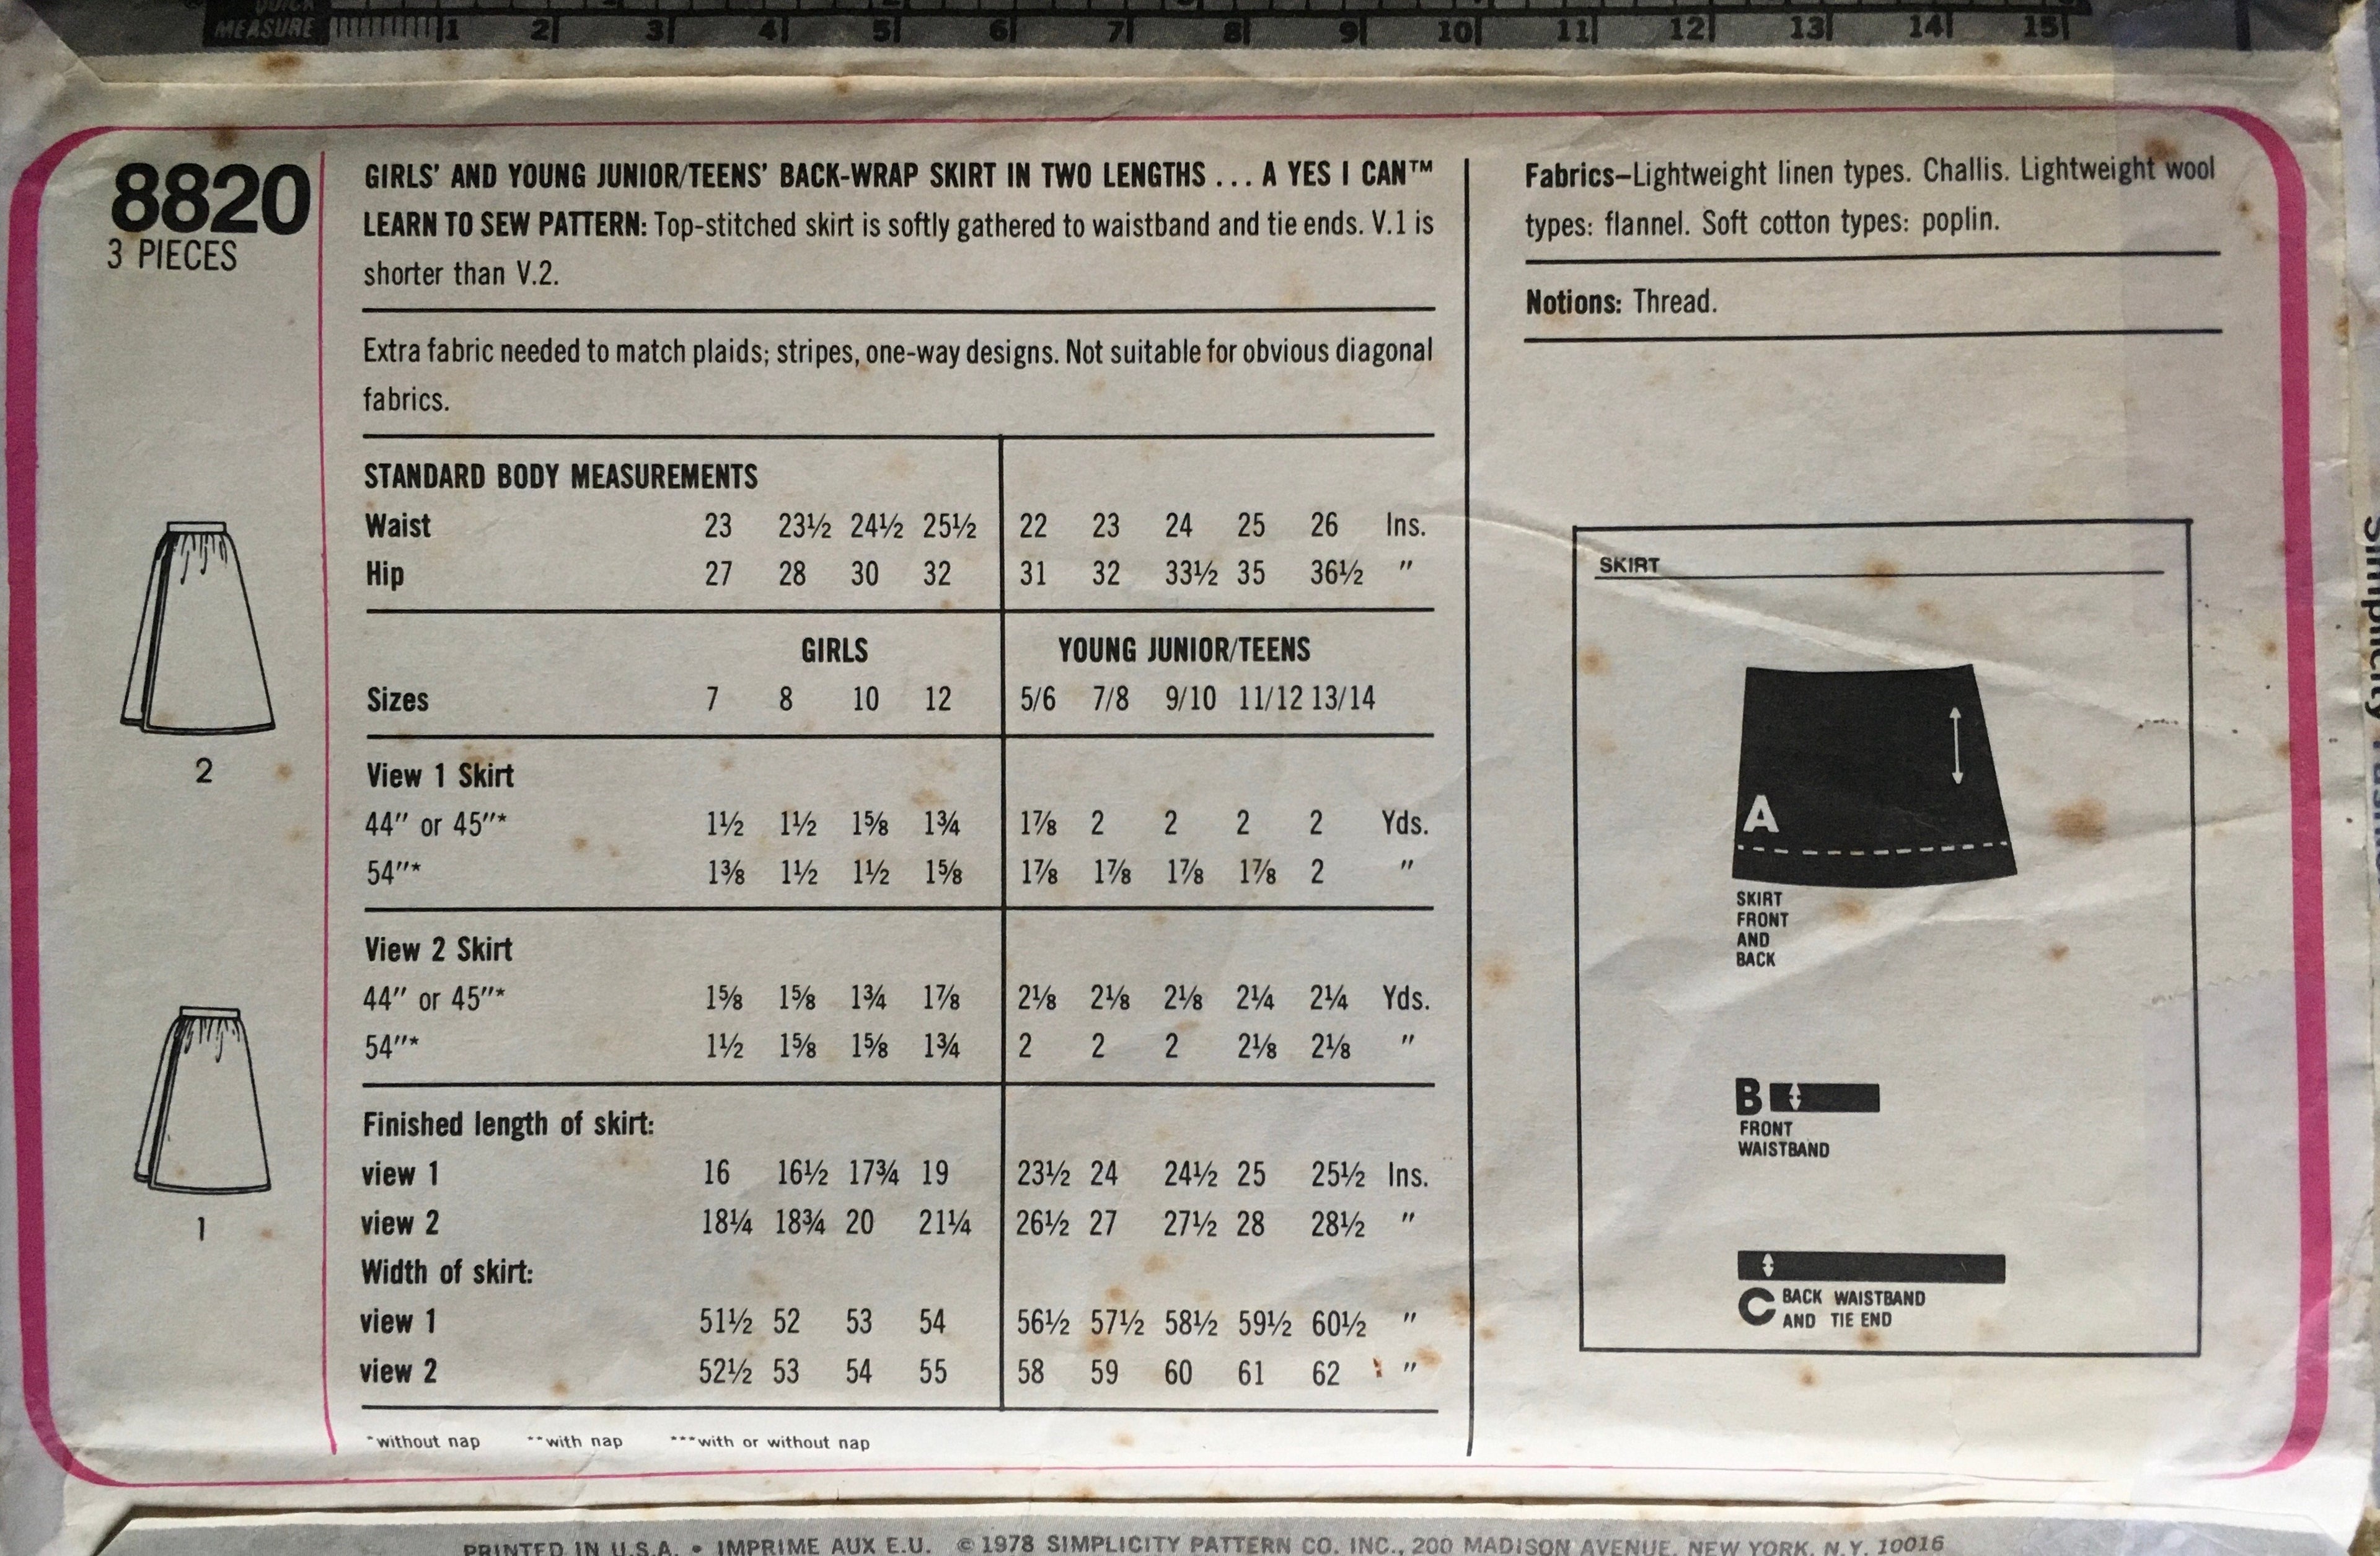 QUICK
MEASURE 1 2 3 4 5 6 7 8 9 10 11 12 13 14 15
8820
3 PIECES
2
1
GIRLS' AND YOUNG JUNIOR/TEENS' BACK-WRAP SKIRT IN TWO LENGTHS . . . A YES I CAN™
LEARN TO SEW PATTERN: Top-stitched skirt is softly gathered to waistband and tie ends. V.1 is
shorter than V.2.
Extra fabric needed to match plaids; stripes, one-way designs. Not suitable for obvious diagonal
fabrics.
STANDARD BODY MEASUREMENTS
Waist 23 23½ 24½ 25½ 22 23 24 25 26 Ins.
Hip 27 28 30 32 31 32 33½ 35 36½ "
GIRLS YOUNG JUNIOR/TEENS
Sizes 7 8 10 12 5/6 7/8 9/10 11/12 13/14
View 1 Skirt
44" or 45"* 1½ 1½ 1⅝ 1¾ 1⅞ 2 2 2 2 Yds.
54"* 1⅜ 1½ 1½ 1⅝ 1⅞ 1⅞ 1⅞ 1⅞ 2 "
View 2 Skirt
44" or 45"* 1⅝ 1⅝ 1¾ 1⅞ 2⅛ 2⅛ 2⅛ 2¼ 2¼ Yds.
54"* 1½ 1⅝ 1⅝ 1¾ 2 2 2 2⅛ 2⅛ "
Finished length of skirt:
view 1 16 16½ 17¾ 19 23½ 24 24½ 25 25½ Ins.
view 2 18¼ 18¾ 20 21¼ 26½ 27 27½ 28 28½ "
Width of skirt:
view 1 51½ 52 53 54 56½ 57½ 58½ 59½ 60½ "
view 2 52½ 53 54 55 58 59 60 61 62 "
*without nap **with nap ***with or without nap
Fabrics—Lightweight linen types. Challis. Lightweight wool
types: flannel. Soft cotton types: poplin.
Notions: Thread.
SKIRT
A
SKIRT
FRONT
AND
BACK
B
FRONT
WAISTBAND
C BACK WAISTBAND
AND TIE END
PRINTED IN U.S.A. • IMPRIME AUX E.U. © 1978 SIMPLICITY PATTERN CO. INC., 200 MADISON AVENUE, NEW YORK, N.Y. 10016
Simplicity